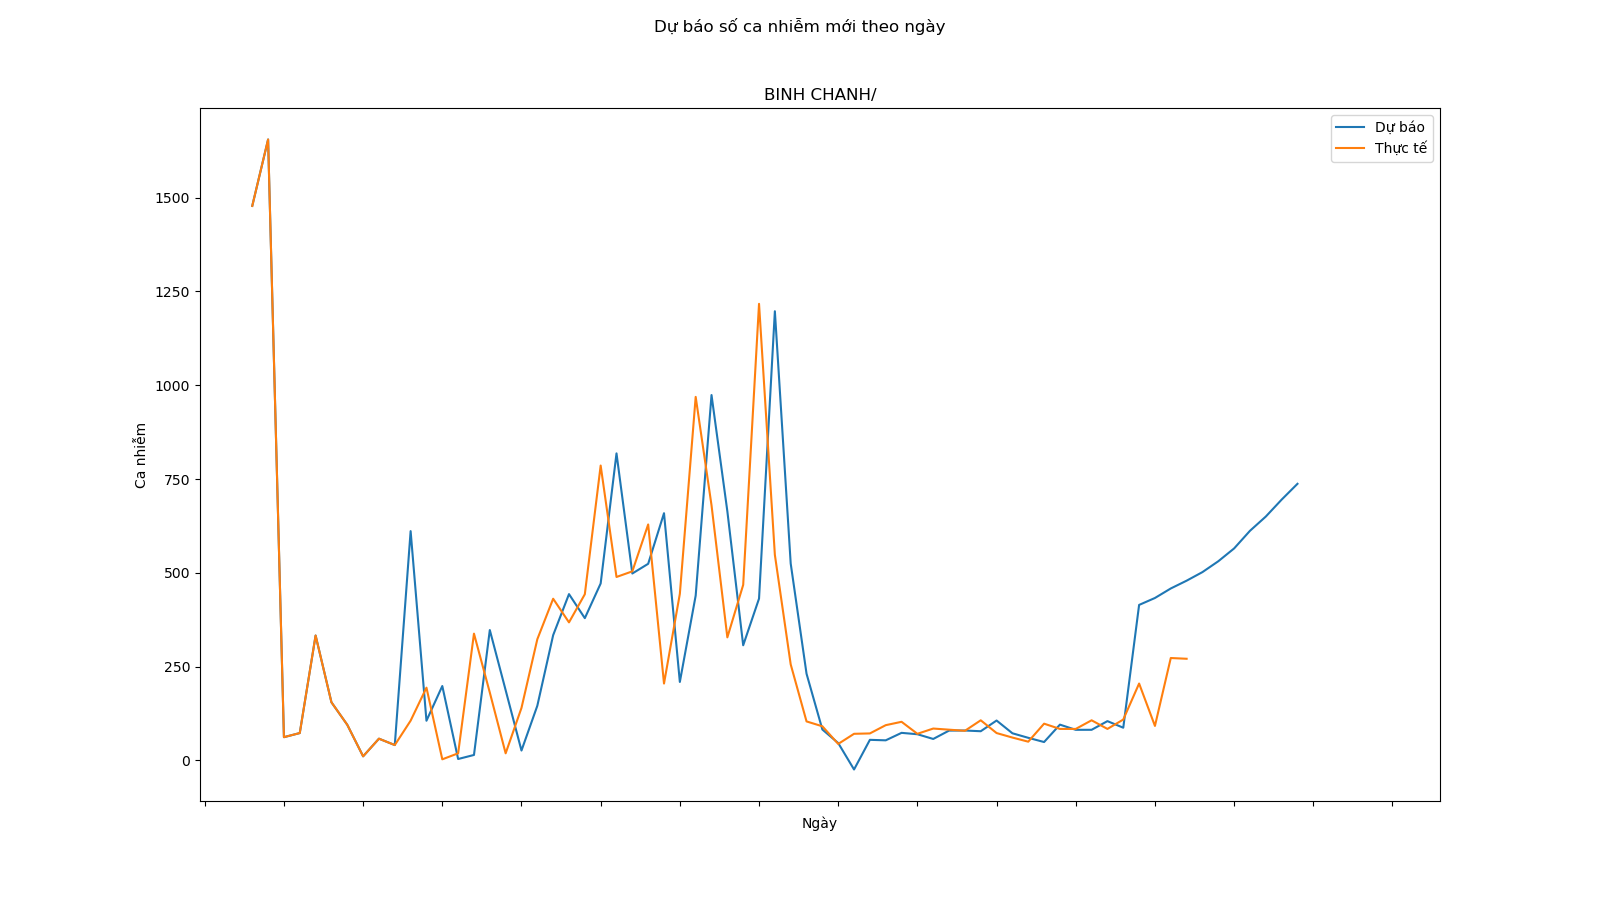 Dự báo số ca nhiễm mới theo ngày
BINH CHANH/
Dự báo
Thực tế
1500
1250
1000
750
500
250
0
Ca nhiễm
Ngày